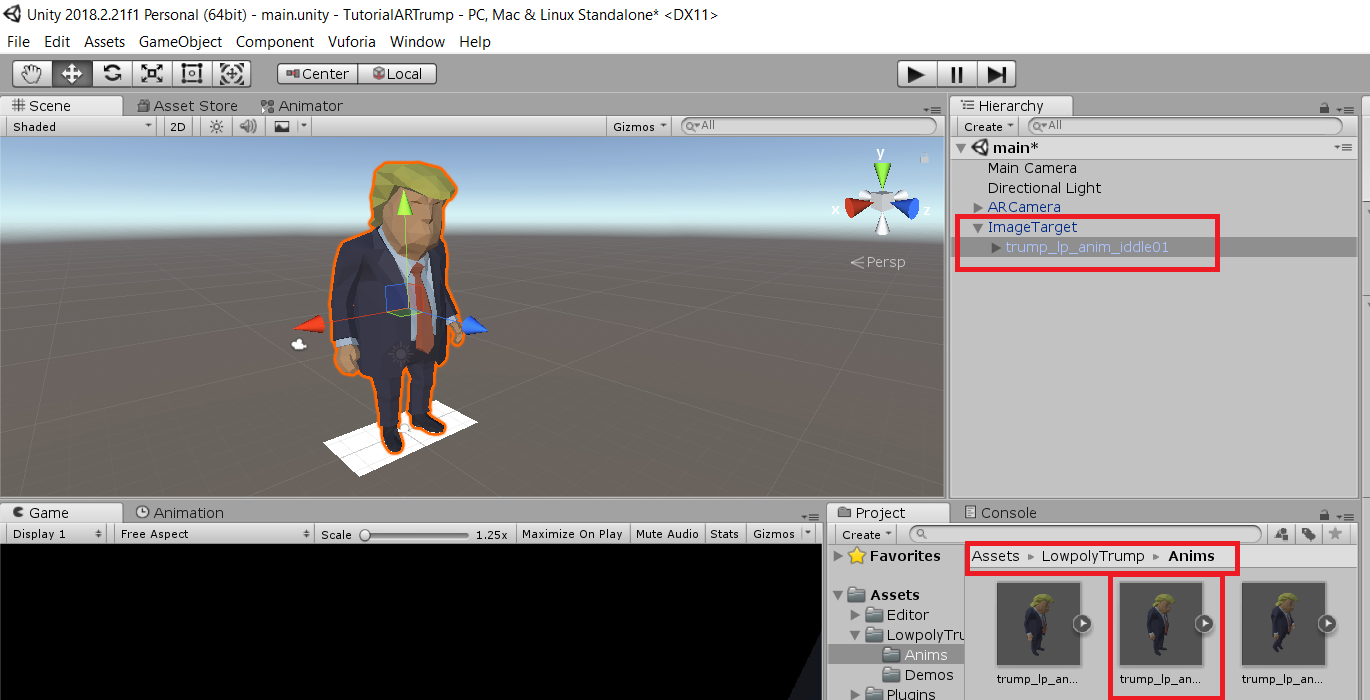 Unity 2018.2.21f1 Personal (64bit) - main.unity - TutorialARTrump - PC, Mac & Linux Standalone* <DX11>
File Edit Assets GameObject Component Vuforia Window Help
Center Local
Scene Asset Store Animator
Shaded 2D Gizmos All
y
x z
Persp
Hierarchy
Create All
main*
Main Camera
Directional Light
ARCamera
ImageTarget
trump_lp_anim_iddle01
Game Animation
Display 1 Free Aspect Scale 1.25x Maximize On Play Mute Audio Stats Gizmos
Project Console
Create
Favorites
Assets
Editor
LowpolyTru
Anims
Demos
Plugins
Assets LowpolyTrump Anims
trump_lp_an... trump_lp_an... trump_lp_an...